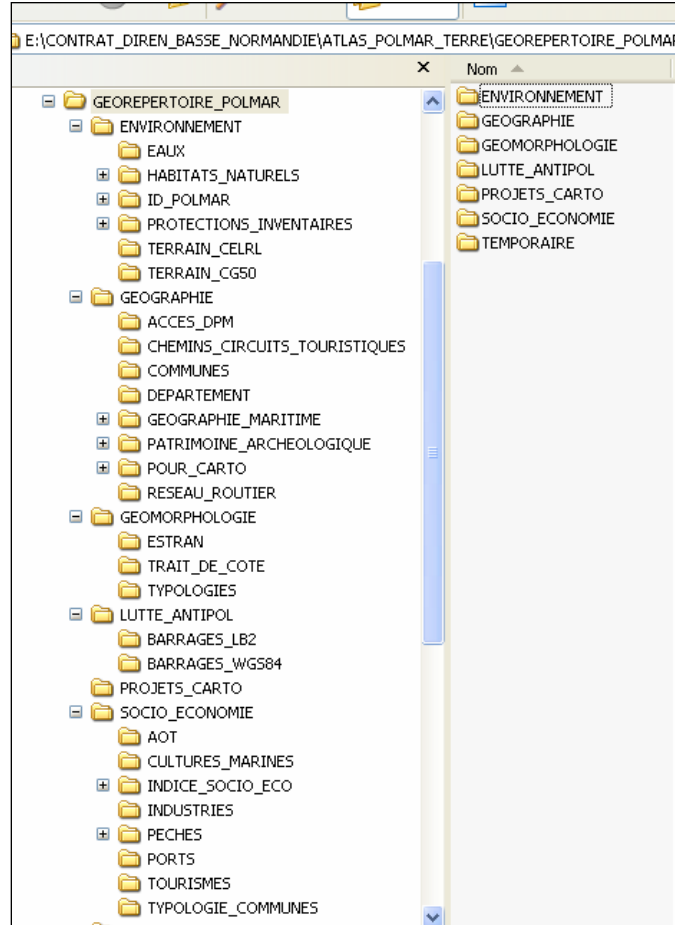 E:\CONTRAT_DIREN_BASSE_NORMANDIE\ATLAS_POLMAR_TERRE\GEOREPERTOIRE_POLMAR
Nom
GEOREPERTOIRE_POLMAR
ENVIRONNEMENT
EAUX
HABITATS_NATURELS
ID_POLMAR
PROTECTIONS_INVENTAIRES
TERRAIN_CELRL
TERRAIN_CG50
GEOGRAPHIE
ACCES_DPM
CHEMINS_CIRCUITS_TOURISTIQUES
COMMUNES
DEPARTEMENT
GEOGRAPHIE_MARITIME
PATRIMOINE_ARCHEOLOGIQUE
POUR_CARTO
RESEAU_ROUTIER
GEOMORPHOLOGIE
ESTRAN
TRAIT_DE_COTE
TYPOLOGIES
LUTTE_ANTIPOL
BARRAGES_LB2
BARRAGES_WGS84
PROJETS_CARTO
SOCIO_ECONOMIE
AOT
CULTURES_MARINES
INDICE_SOCIO_ECO
INDUSTRIES
PECHES
PORTS
TOURISMES
TYPOLOGIE_COMMUNES
ENVIRONNEMENT
GEOGRAPHIE
GEOMORPHOLOGIE
LUTTE_ANTIPOL
PROJETS_CARTO
SOCIO_ECONOMIE
TEMPORAIRE